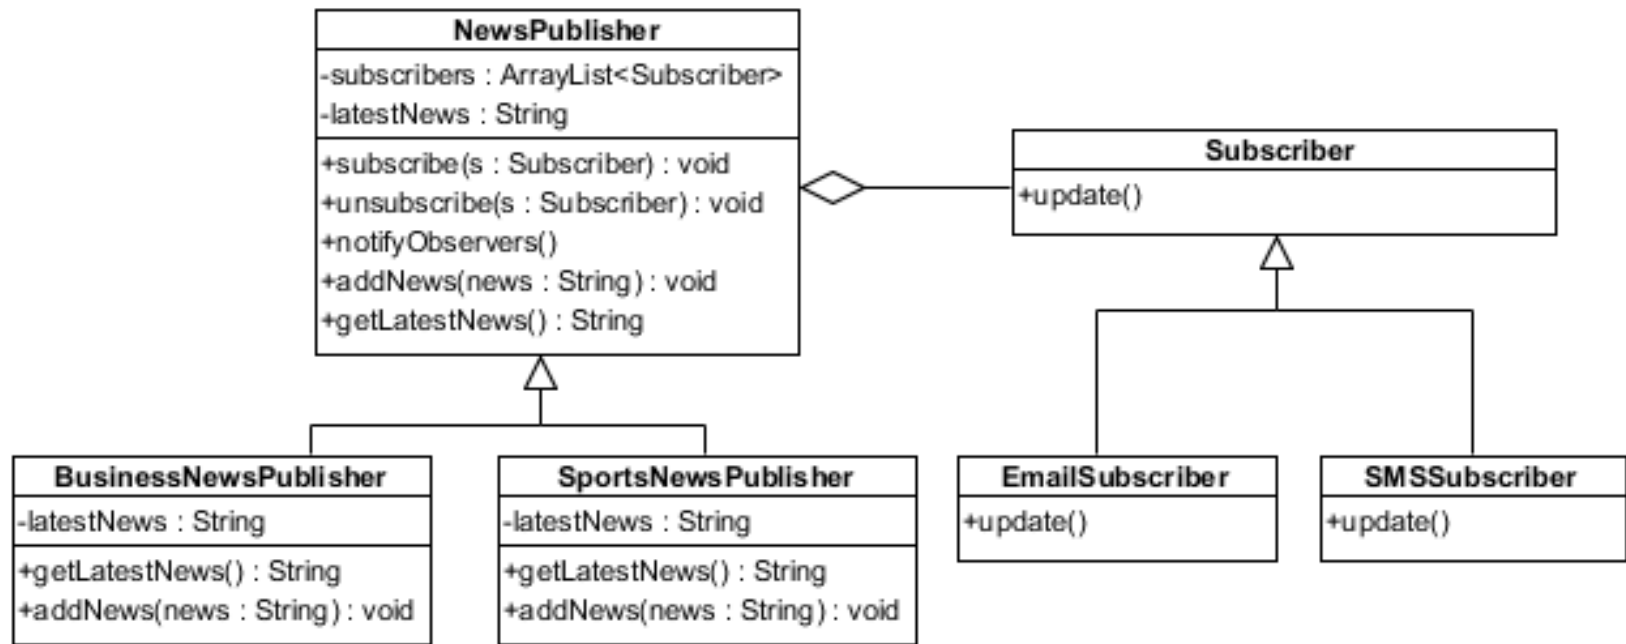 NewsPublisher
-subscribers : ArrayList<Subscriber>
-latestNews : String
+subscribe(s : Subscriber) : void
+unsubscribe(s : Subscriber) : void
+notifyObservers()
+addNews(news : String) : void
+getLatestNews() : String
Subscriber
+update()
BusinessNewsPublisher
-latestNews : String
+getLatestNews() : String
+addNews(news : String) : void
SportsNewsPublisher
-latestNews : String
+getLatestNews() : String
+addNews(news : String) : void
EmailSubscriber
+update()
SMSSubscriber
+update()